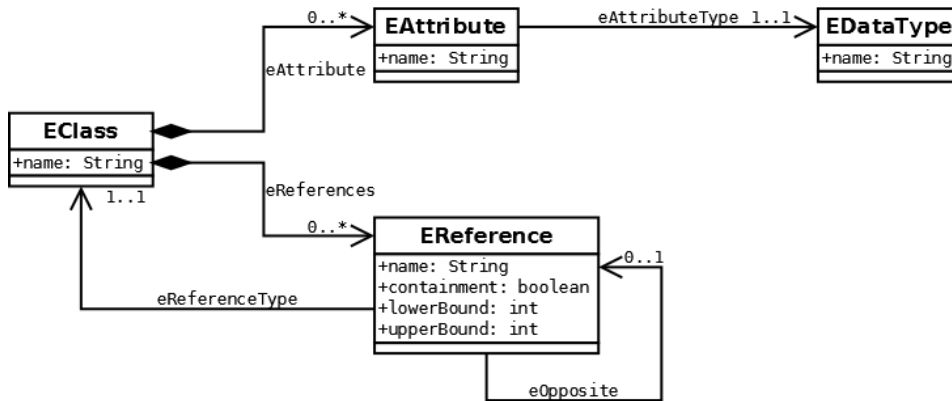 0..*
EAttribute
+name: String
eAttributeType 1..1
EDataType
+name: String
eAttribute
EClass
+name: String
1..1
eReferences
0..*
EReference
+name: String
+containment: boolean
+lowerBound: int
+upperBound: int
0..1
eReferenceType
eOpposite